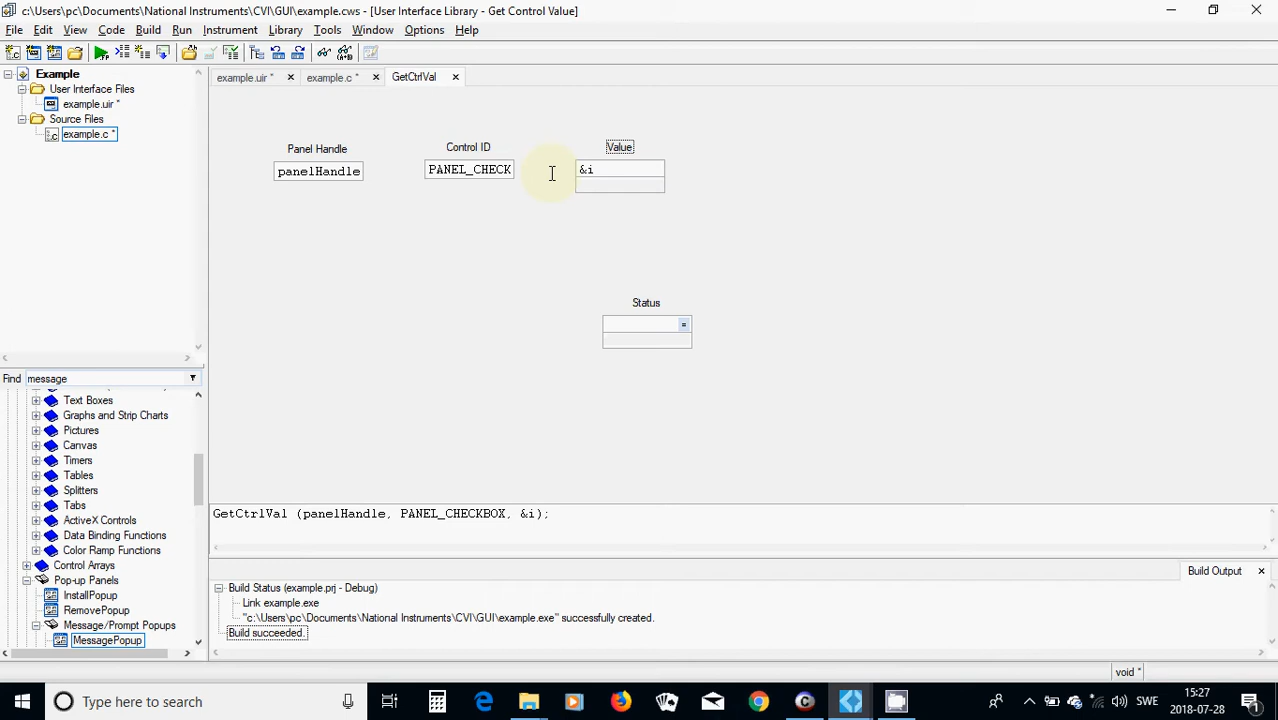 c:\Users\pc\Documents\National Instruments\CVI\GUI\example.cws - [User Interface Library - Get Control Value]
File Edit View Code Build Run Instrument Library Tools Window Options Help
Example
User Interface Files
example.uir *
Source Files
example.c *
example.uir *
example.c *
GetCtrlVal
Panel Handle
panelHandle
Control ID
PANEL_CHECK
Value
&i
Status
Find message
Text Boxes
Graphs and Strip Charts
Pictures
Canvas
Timers
Tables
Splitters
Tabs
ActiveX Controls
Data Binding Functions
Color Ramp Functions
Control Arrays
Pop-up Panels
InstallPopup
RemovePopup
Message/Prompt Popups
MessagePopup
GetCtrlVal (panelHandle, PANEL_CHECKBOX, &i);
Build Output
Build Status (example.prj - Debug)
Link example.exe
"c:\Users\pc\Documents\National Instruments\CVI\GUI\example.exe" successfully created.
Build succeeded.
void *
Type here to search
SWE
15:27
2018-07-28